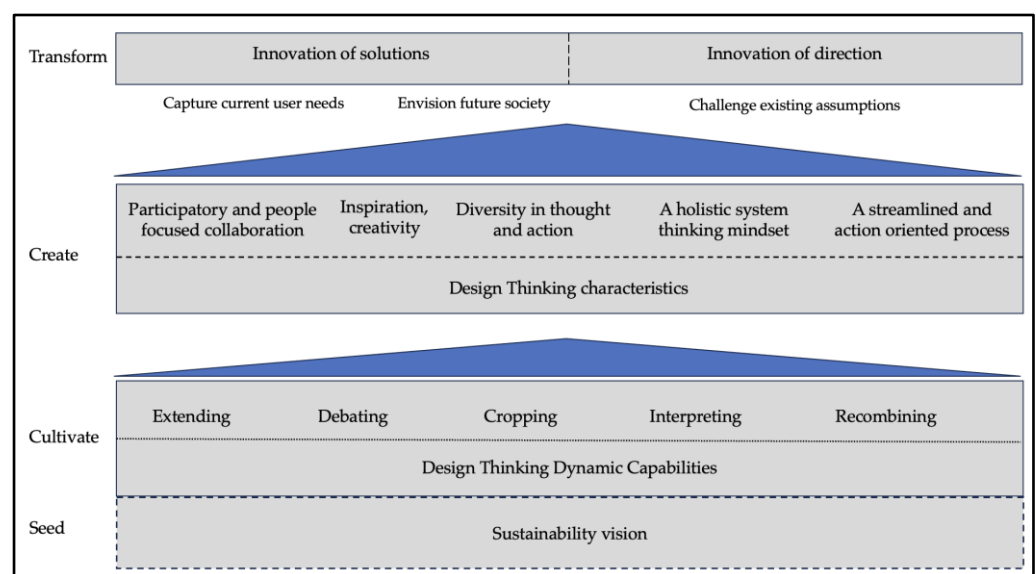 Transform
Innovation of solutions
Innovation of direction
Capture current user needs
Envision future society
Challenge existing assumptions
Create
Participatory and people
focused collaboration
Inspiration,
creativity
Diversity in thought
and action
A holistic system
thinking mindset
A streamlined and
action oriented process
Design Thinking characteristics
Cultivate
Extending
Debating
Cropping
Interpreting
Recombining
Design Thinking Dynamic Capabilities
Seed
Sustainability vision